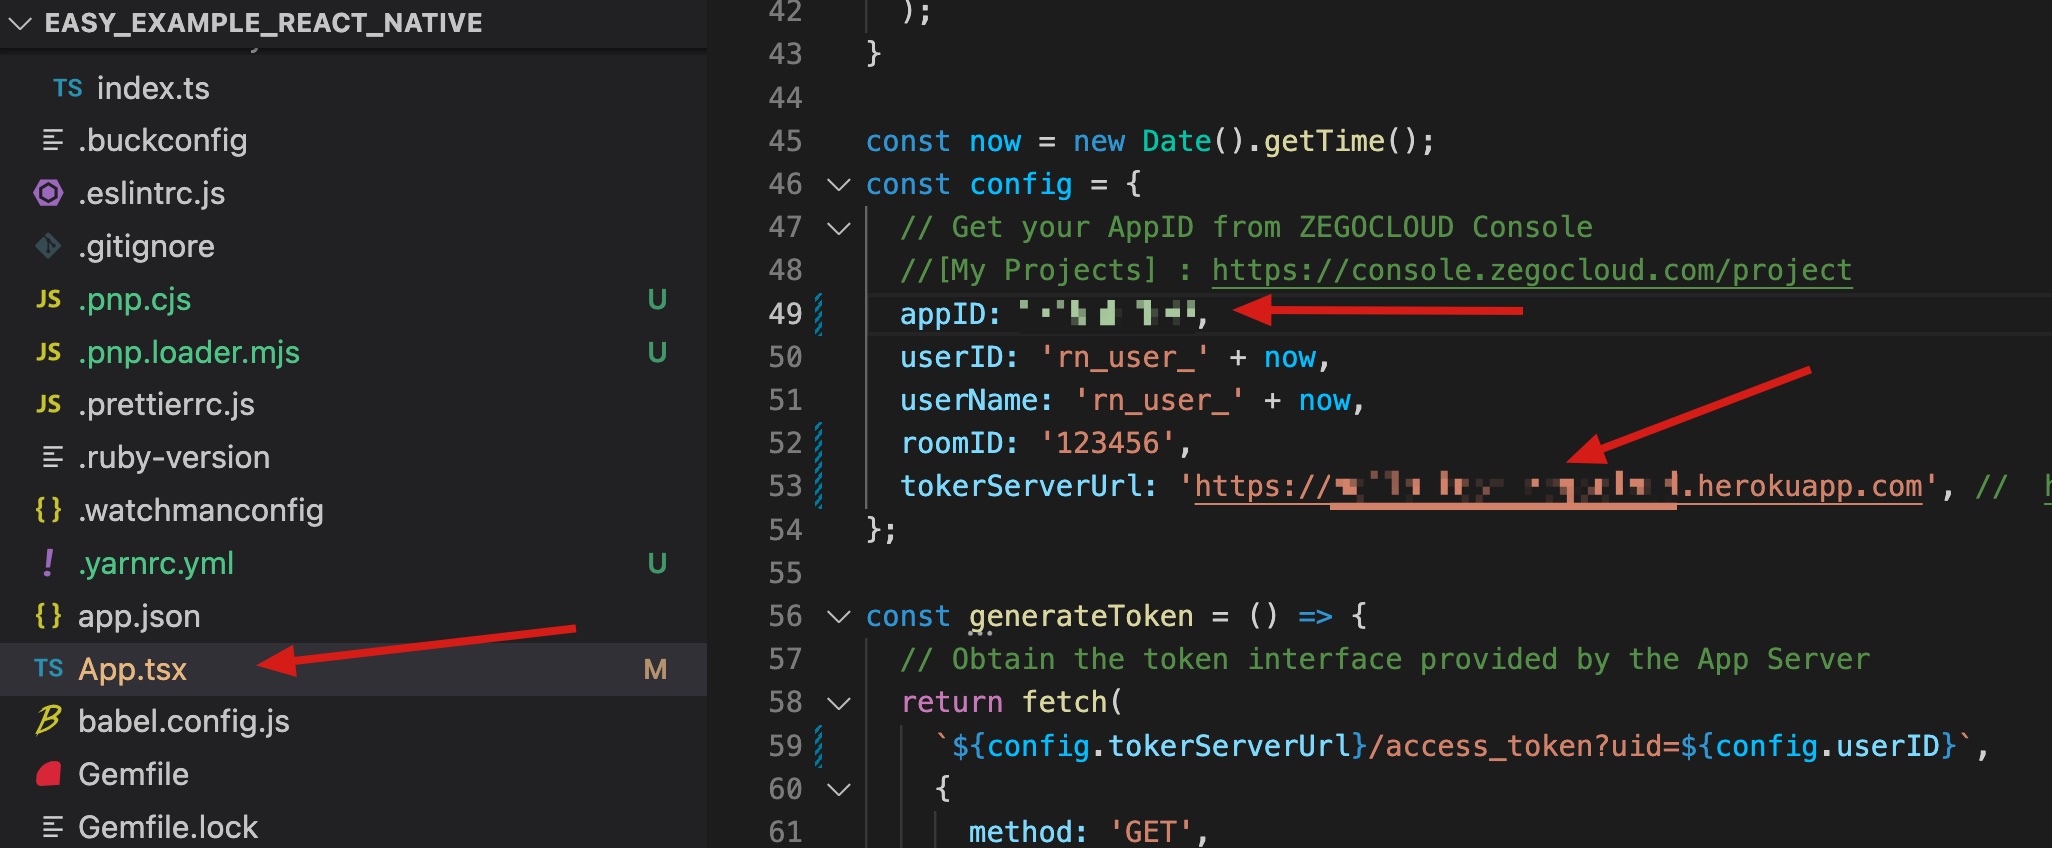 EASY_EXAMPLE_REACT_NATIVE
TS index.ts
.buckconfig
.eslintrc.js
.gitignore
JS .pnp.cjs U
JS .pnp.loader.mjs U
JS .prettierrc.js
.ruby-version
{} .watchmanconfig
! .yarnrc.yml U
{} app.json
TS App.tsx M
babel.config.js
Gemfile
Gemfile.lock
42 );
43 }
44
45 const now = new Date().getTime();
46 const config = {
47 // Get your AppID from ZEGOCLOUD Console
48 //[My Projects] : https://console.zegocloud.com/project
49 appID: ,
50 userID: 'rn_user_' + now,
51 userName: 'rn_user_' + now,
52 roomID: '123456',
53 tokerServerUrl: 'https:// .herokuapp.com', // h
54 };
55
56 const generateToken = () => {
57 // Obtain the token interface provided by the App Server
58 return fetch(
59 `${config.tokerServerUrl}/access_token?uid=${config.userID}`,
60 {
61 method: 'GET',